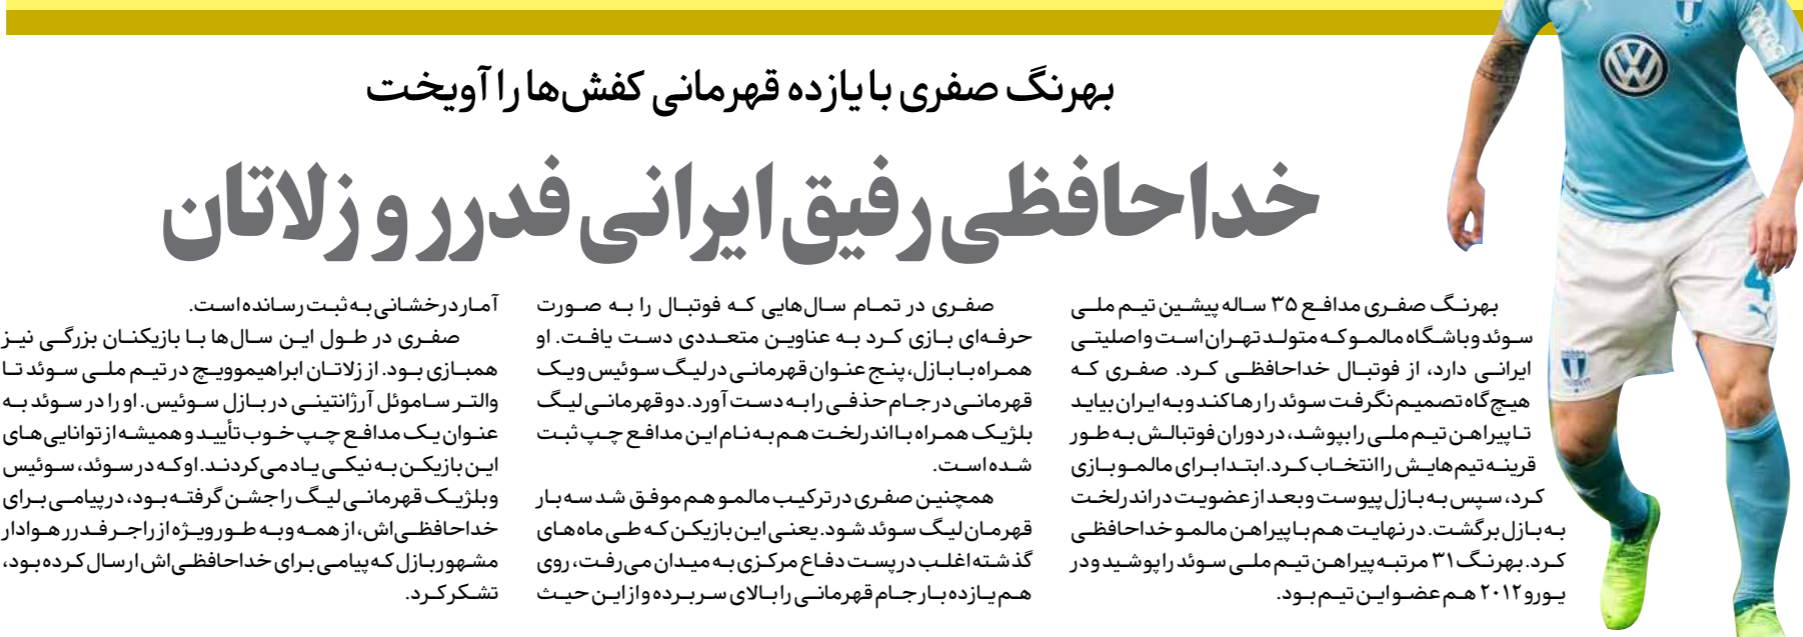 بهرنگ صفری با یازده قهرمانی کفش‌ها را آویخت
خداحافظی رفیق ایرانی فدرر و زلاتان
بهرنگ صفری مدافع ۳۵ ساله پیشین تیم ملی
سوئد و باشگاه مالمو که متولد تهران است و اصلیتی
ایرانی دارد، از فوتبال خداحافظی کرد. صفری که
هیچ‌گاه تصمیم نگرفت سوئد را رها کند و به ایران بیاید
تا پیراهن تیم ملی را بپوشد، در دوران فوتبالش به طور
قرینه تیم‌هایش را انتخاب کرد. ابتدا برای مالمو بازی
کرد، سپس به بازل پیوست و بعد از عضویت در اندرلخت
به بازل برگشت. در نهایت هم با پیراهن مالمو خداحافظی
کرد. بهرنگ ۳۱ مرتبه پیراهن تیم ملی سوئد را پوشید و در
یورو ۲۰۱۲ هم عضو این تیم بود.
صفری در تمام سال‌هایی که فوتبال را به صورت
حرفه‌ای بازی کرد به عناوین متعددی دست یافت. او
همراه با بازل، پنج عنوان قهرمانی در لیگ سوئیس و یک
قهرمانی در جام حذفی را به دست آورد. دو قهرمانی لیگ
بلژیک همراه با اندرلخت هم به نام این مدافع چپ ثبت
شده است.
همچنین صفری در ترکیب مالمو هم موفق شد سه بار
قهرمان لیگ سوئد شود. یعنی این بازیکن که طی ماه‌های
گذشته اغلب در پست دفاع مرکزی به میدان می‌رفت، روی
هم یازده بار جام قهرمانی را بالای سر برده و از این حیث
آمار درخشانی به ثبت رسانده است.
صفری در طول این سال‌ها با بازیکنان بزرگی نیز
همبازی بود. از زلاتان ابراهیموویچ در تیم ملی سوئد تا
والتر ساموئل آرژانتینی در بازل سوئیس. او را در سوئد به
عنوان یک مدافع چپ خوب تأیید و همیشه از توانایی‌های
این بازیکن به نیکی یاد می‌کردند. او که در سوئد، سوئیس
و بلژیک قهرمانی لیگ را جشن گرفته بود، در پیامی برای
خداحافظی‌اش، از همه و به طور ویژه از راجر فدرر هوادار
مشهور بازل که پیامی برای خداحافظی‌اش ارسال کرده بود،
تشکر کرد.
4